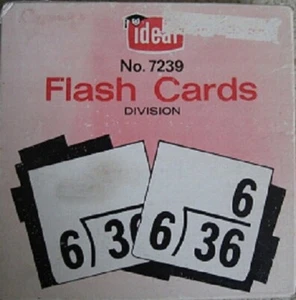 ideal
No. 7239
Flash Cards
DIVISION
6
6)36 6)36